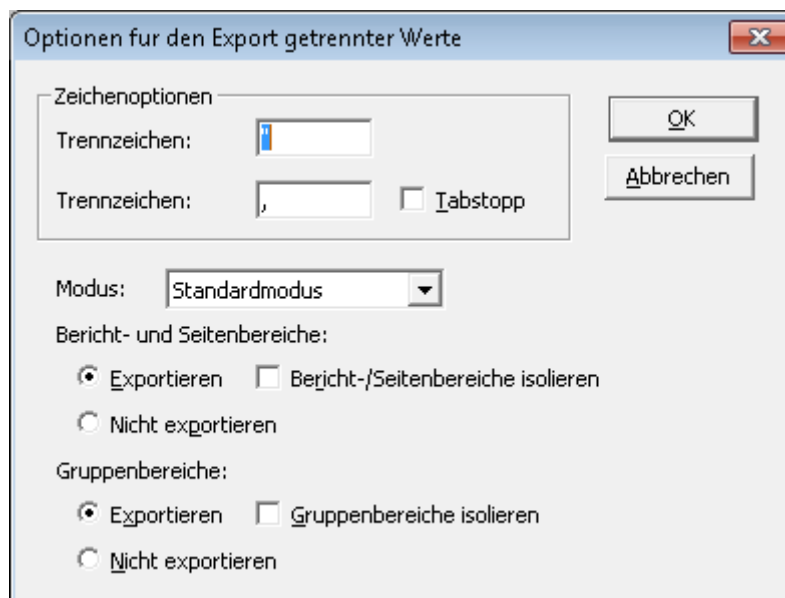 Optionen fur den Export getrennter Werte
Zeichenoptionen
Trennzeichen: "
Trennzeichen: , Tabstopp
OK
Abbrechen
Modus: Standardmodus
Bericht- und Seitenbereiche:
Exportieren Bericht-/Seitenbereiche isolieren
Nicht exportieren
Gruppenbereiche:
Exportieren Gruppenbereiche isolieren
Nicht exportieren